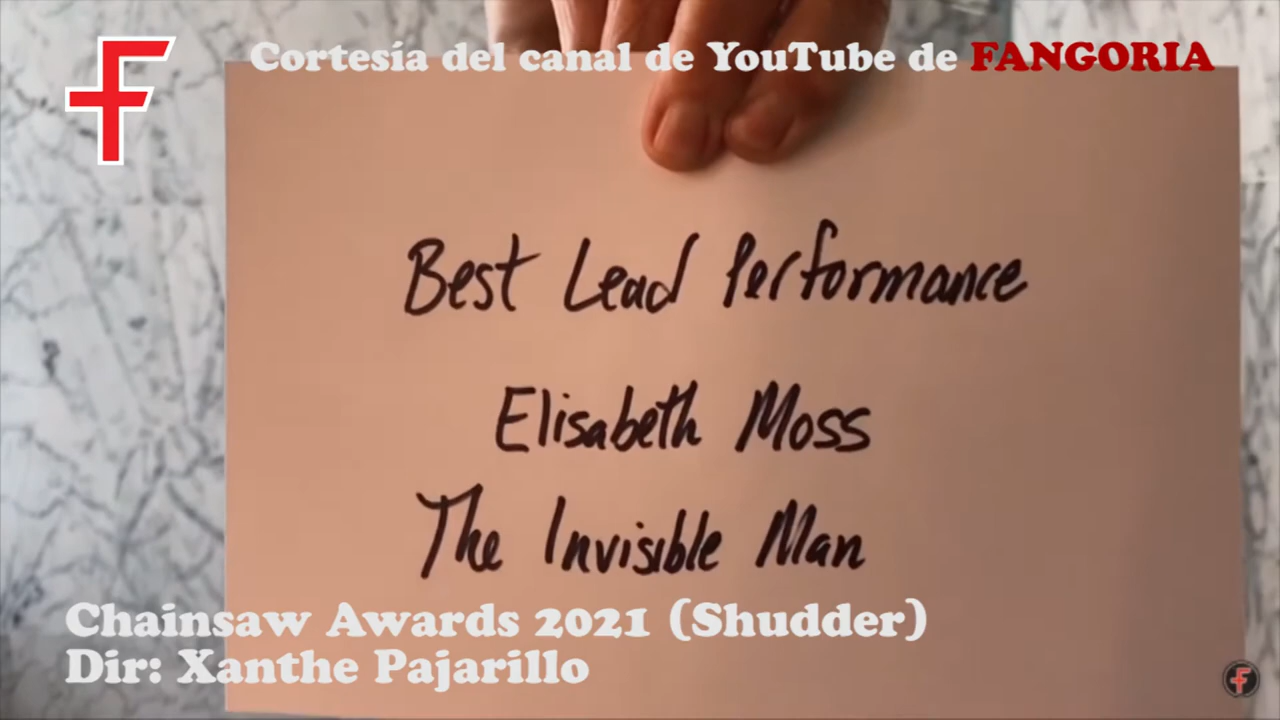 Cortesía del canal de YouTube de FANGORIA
Best Lead Performance
Elisabeth Moss
The Invisible Man
Chainsaw Awards 2021 (Shudder)
Dir: Xanthe Pajarillo